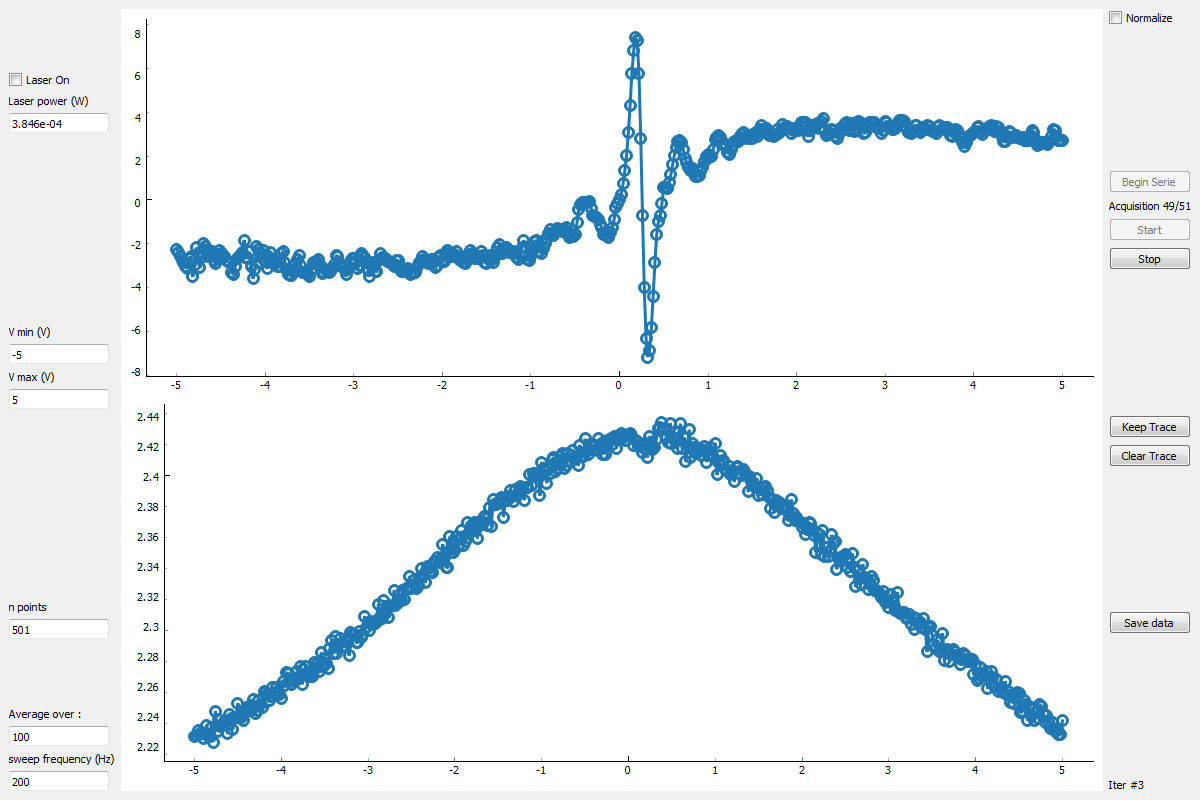 Laser On
Laser power (W)
3.846e-04
V min (V)
-5
V max (V)
5
n points
501
Average over :
100
sweep frequency (Hz)
200
8
6
4
2
0
-2
-4
-6
-8
-5 -4 -3 -2 -1 0 1 2 3 4 5
2.44
2.42
2.4
2.38
2.36
2.34
2.32
2.3
2.28
2.26
2.24
2.22
-5 -4 -3 -2 -1 0 1 2 3 4 5
Normalize
Begin Serie
Acquisition 49/51
Start
Stop
Keep Trace
Clear Trace
Save data
Iter #3